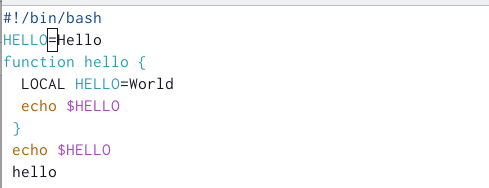 #!/bin/bash
HELLO=Hello
function hello {
  LOCAL HELLO=World
  echo $HELLO
 }
 echo $HELLO
 hello